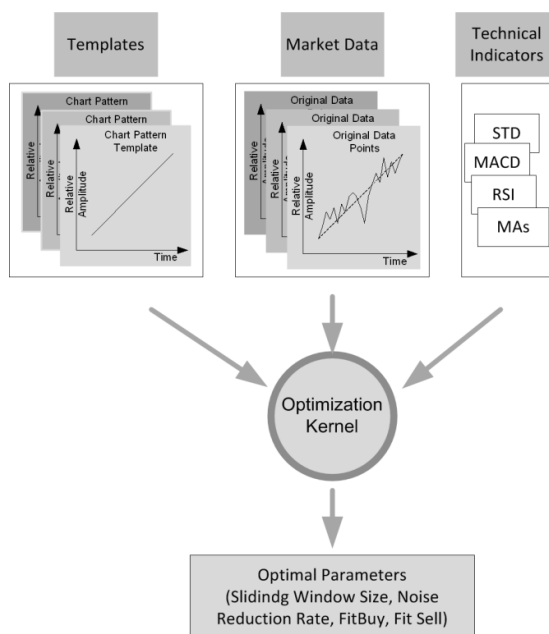 Templates
Market Data
Technical
Indicators
Chart Pattern
Chart Pattern
Chart Pattern
Template
Relative
Relative
Relative
Amplitude
Time
Original Data
Original Data
Original Data
Points
Relative
Amplitude
Relative
Amplitude
Relative
Amplitude
Time
STD
MACD
RSI
MAs
Optimization
Kernel
Optimal Parameters
(Slidindg Window Size, Noise
Reduction Rate, FitBuy, Fit Sell)